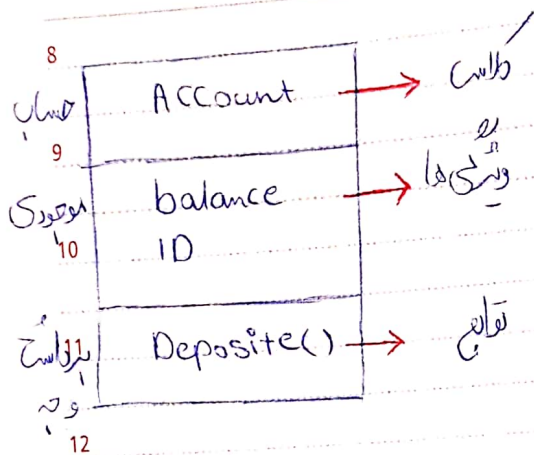 8
حساب ACCount کلاس
9
موجودی balance ویژگی ها
10 ID
11
برداشت Deposite() توابع
وجه
12